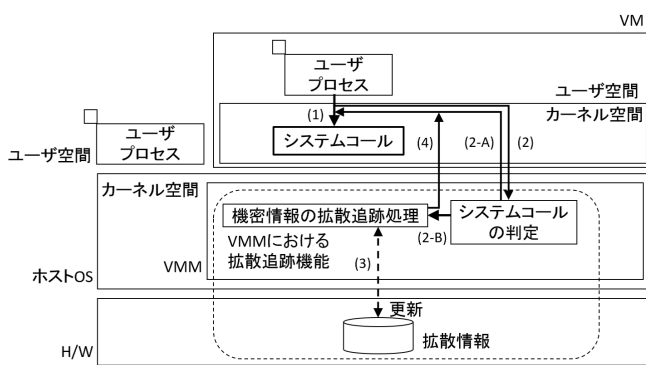 VM
ユーザ
プロセス
ユーザ空間
カーネル空間
(1)
システムコール
(4)
(2-A)
(2)
ユーザ
プロセス
ユーザ空間
カーネル空間
機密情報の拡散追跡処理
システムコール
の判定
(2-B)
VMMにおける
拡散追跡機能
(3)
VMM
ホストOS
更新
拡散情報
H/W